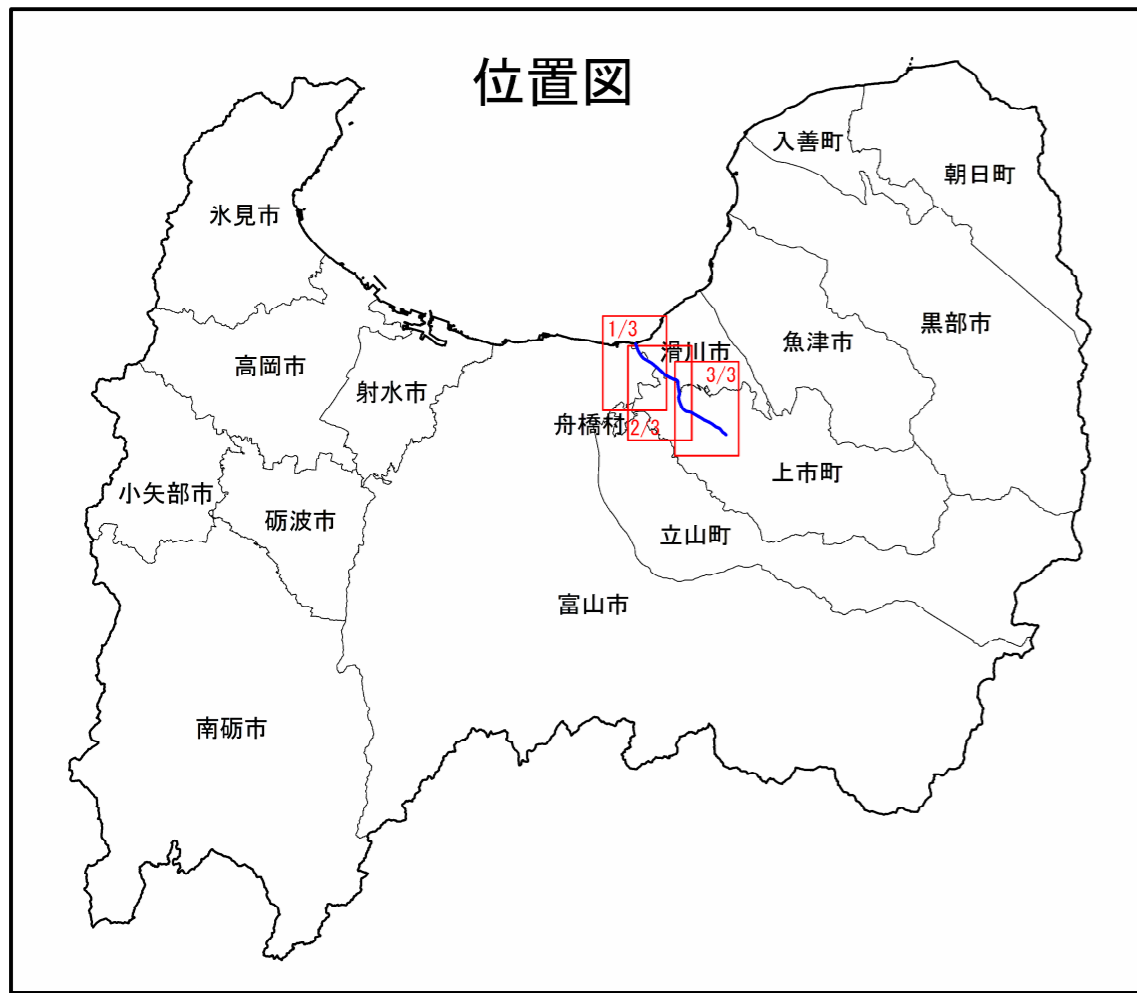 位置図
入善町
朝日町
氷見市
黒部市
1/3
魚津市
滑川市
高岡市
3/3
射水市
舟橋村
2/3
上市町
小矢部市
砺波市
立山町
富山市
南砺市